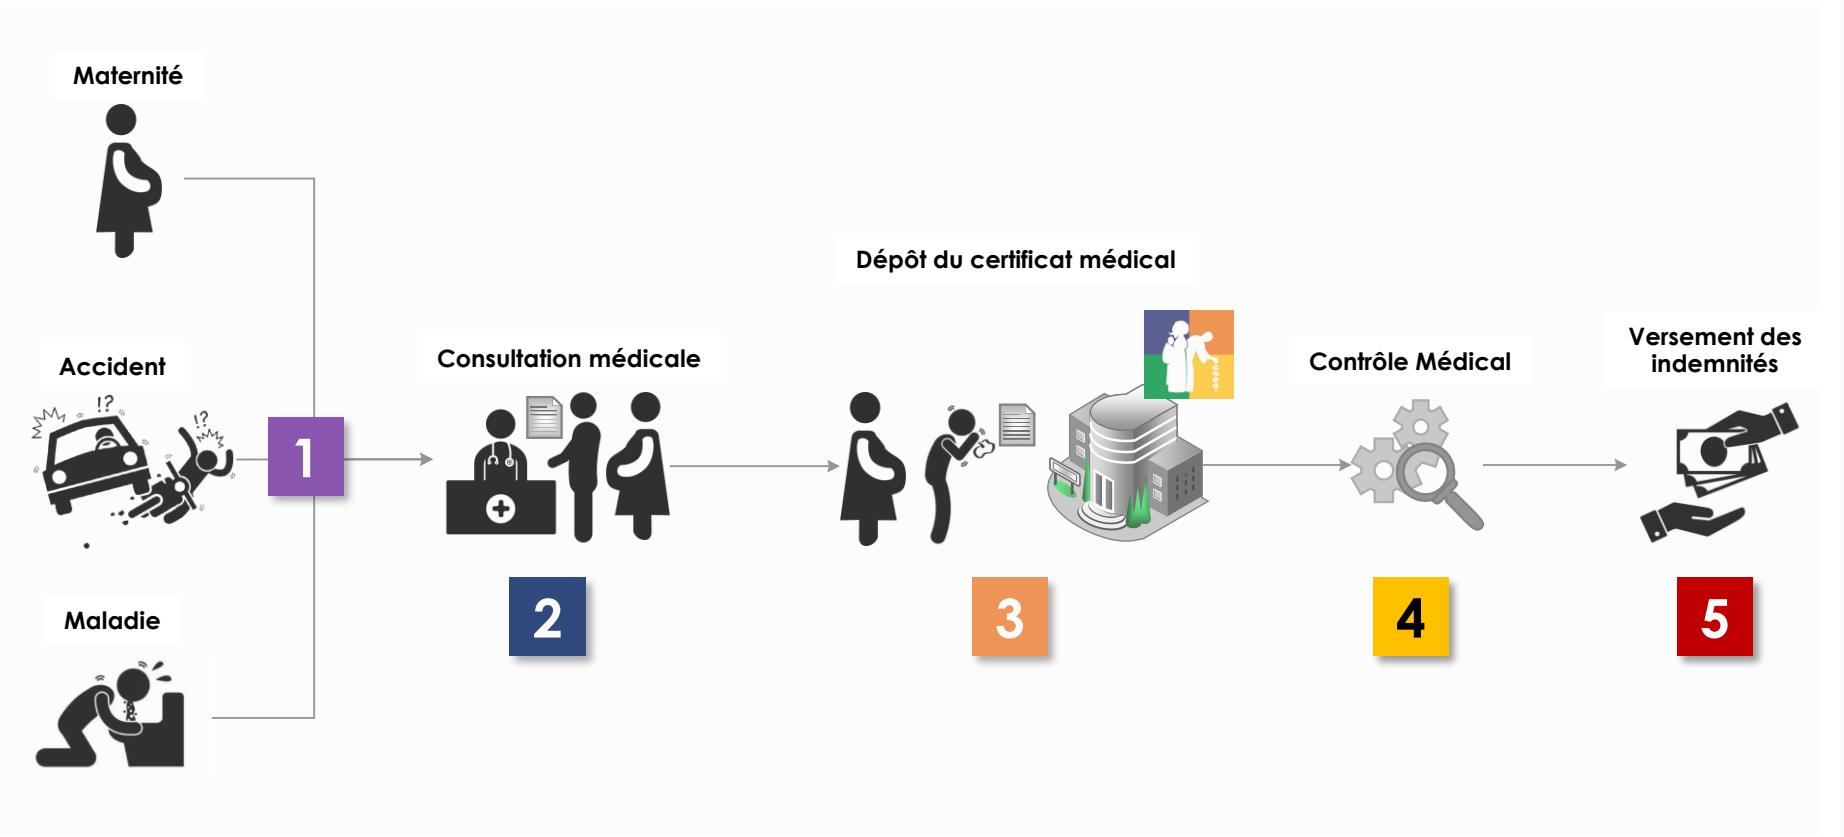 Maternité
Accident
!?
!?
Maladie
1
Consultation médicale
2
Dépôt du certificat médical
3
Contrôle Médical
4
Versement des
indemnités
5